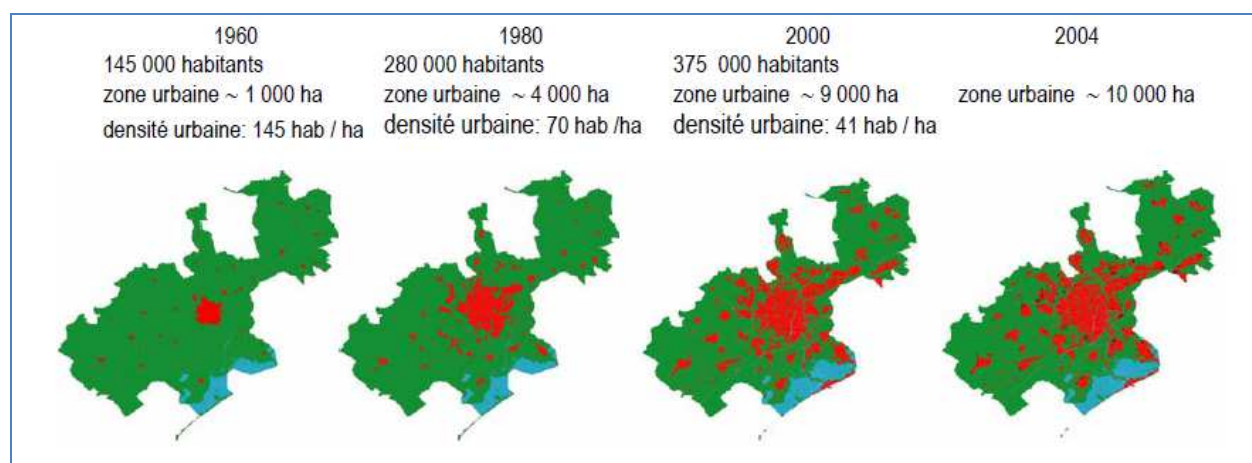 1960
145 000 habitants
zone urbaine ~ 1 000 ha
densité urbaine: 145 hab / ha
1980
280 000 habitants
zone urbaine ~ 4 000 ha
densité urbaine: 70 hab /ha
2000
375 000 habitants
zone urbaine ~ 9 000 ha
densité urbaine: 41 hab / ha
2004
zone urbaine ~ 10 000 ha